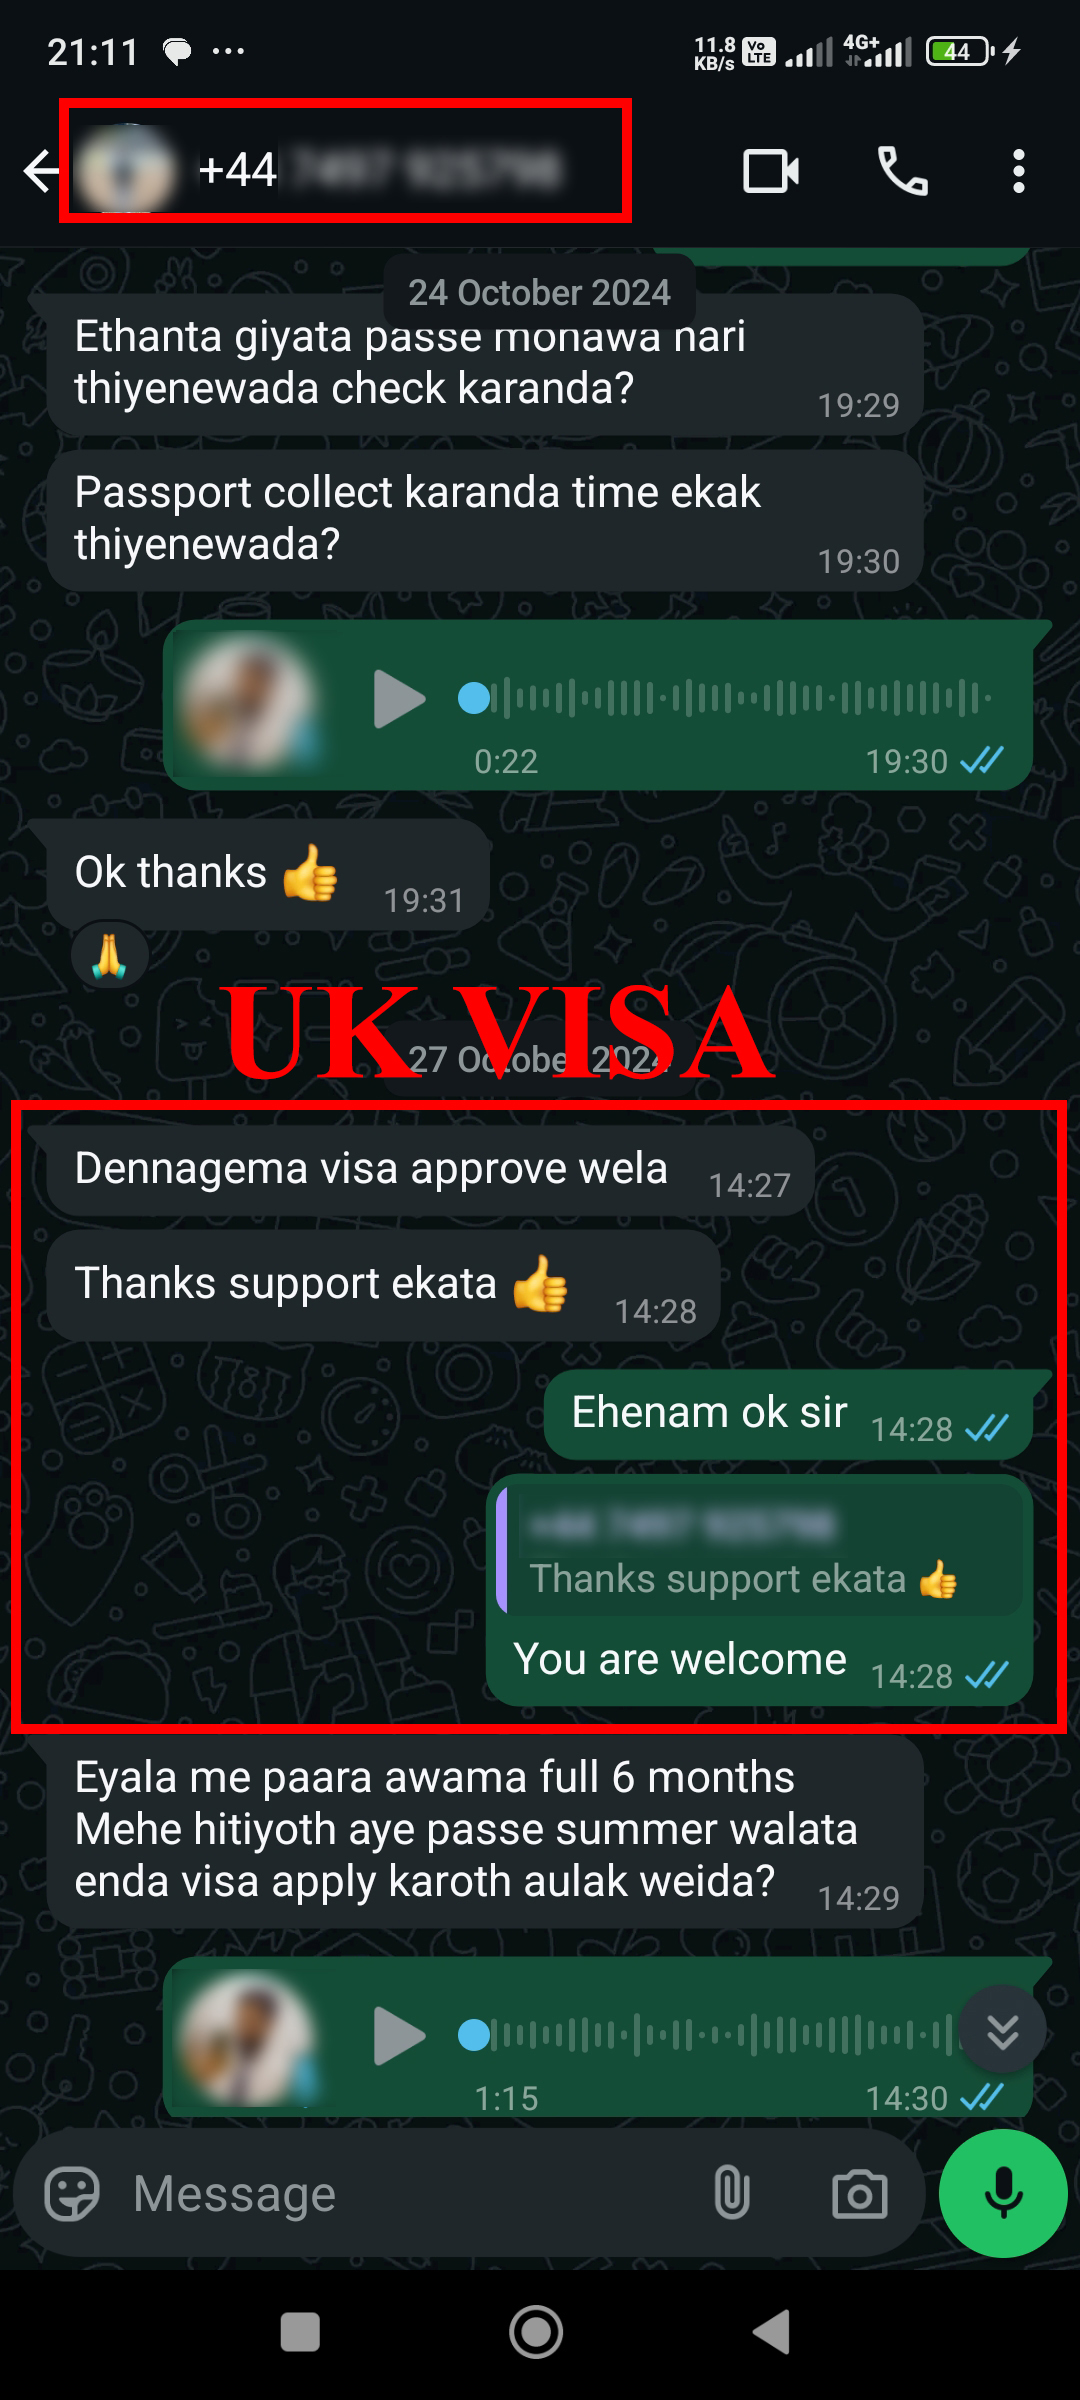 21:11
11.8
KB/s
Vo
LTE
4G+
44
+44
24 October 2024
Ethanta giyata passe monawa hari
thiyenewada check karanda?
19:29
Passport collect karanda time ekak
thiyenewada?
19:30
0:22
19:30
Ok thanks 👍
19:31
🙏
UK VISA
27 October 2024
Dennagema visa approve wela
14:27
Thanks support ekata 👍
14:28
Ehenam ok sir
14:28
Thanks support ekata 👍
You are welcome
14:28
Eyala me paara awama full 6 months
Mehe hitiyoth aye passe summer walata
enda visa apply karoth aulak weida?
14:29
1:15
14:30
Message